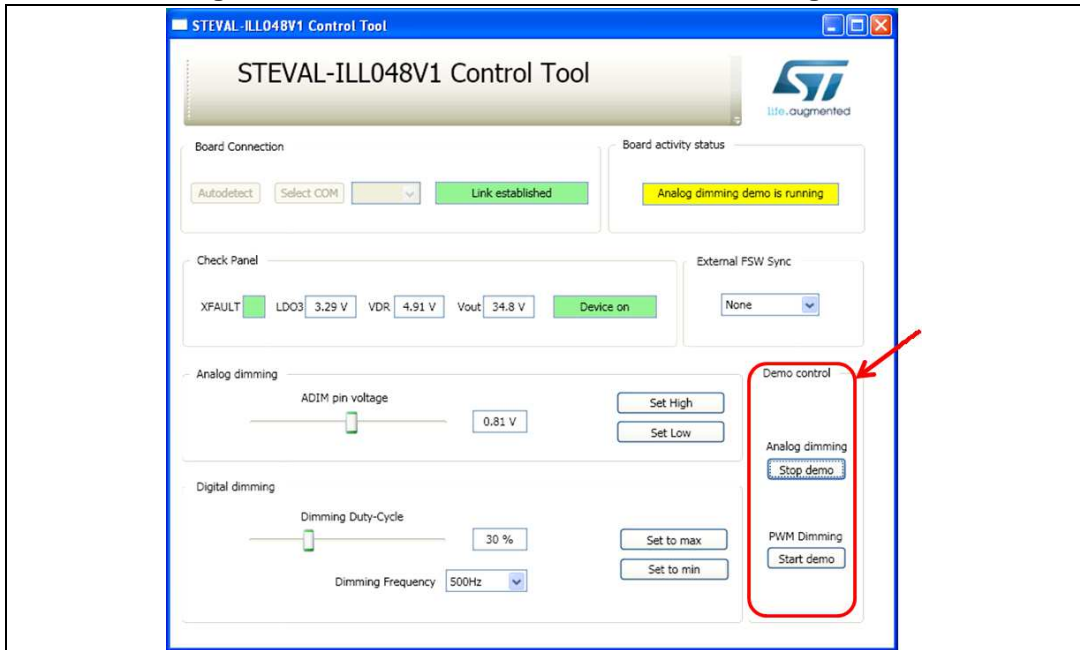 STEVAL-ILL048V1 Control Tool
STEVAL-ILL048V1 Control Tool
life.augmented
Board Connection
Autodetect Select COM Link established
Board activity status
Analog dimming demo is running
Check Panel
XFAULT LDO3 3.29 V VDR 4.91 V Vout 34.8 V Device on
External FSW Sync
None
Analog dimming
ADIM pin voltage
0.81 V
Set High
Set Low
Digital dimming
Dimming Duty-Cycle
30 %
Dimming Frequency 500Hz
Set to max
Set to min
Demo control
Analog dimming
Stop demo
PWM Dimming
Start demo